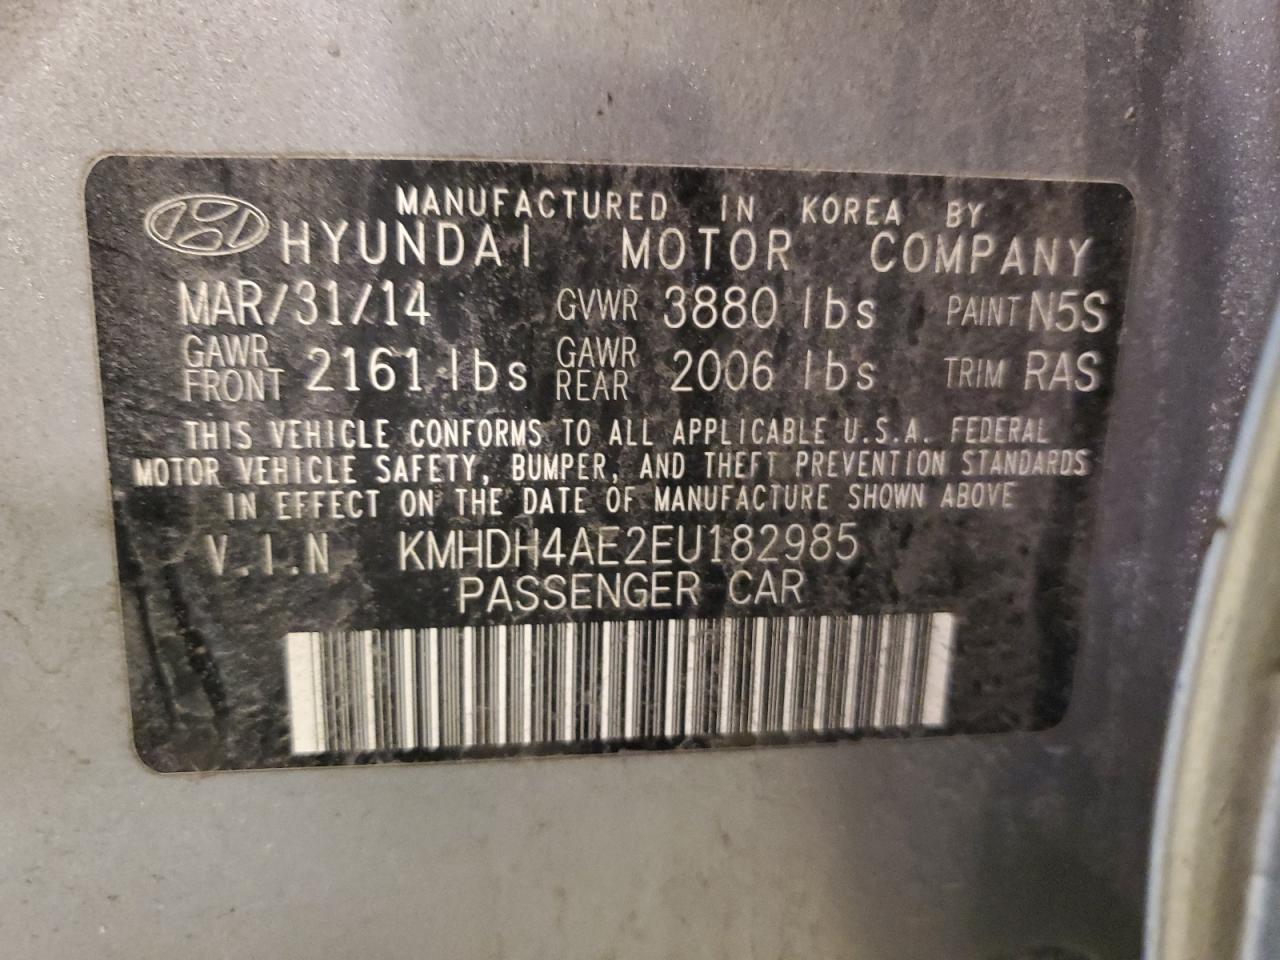 MANUFACTURED IN KOREA BY
HYUNDAI MOTOR COMPANY
MAR/31/14 GVWR 3880 lbs PAINT N5S
GAWR FRONT 2161 lbs GAWR REAR 2006 lbs TRIM RAS
THIS VEHICLE CONFORMS TO ALL APPLICABLE U.S.A. FEDERAL
MOTOR VEHICLE SAFETY, BUMPER, AND THEFT PREVENTION STANDARDS
IN EFFECT ON THE DATE OF MANUFACTURE SHOWN ABOVE
V.I.N KMHDH4AE2EU182985
PASSENGER CAR